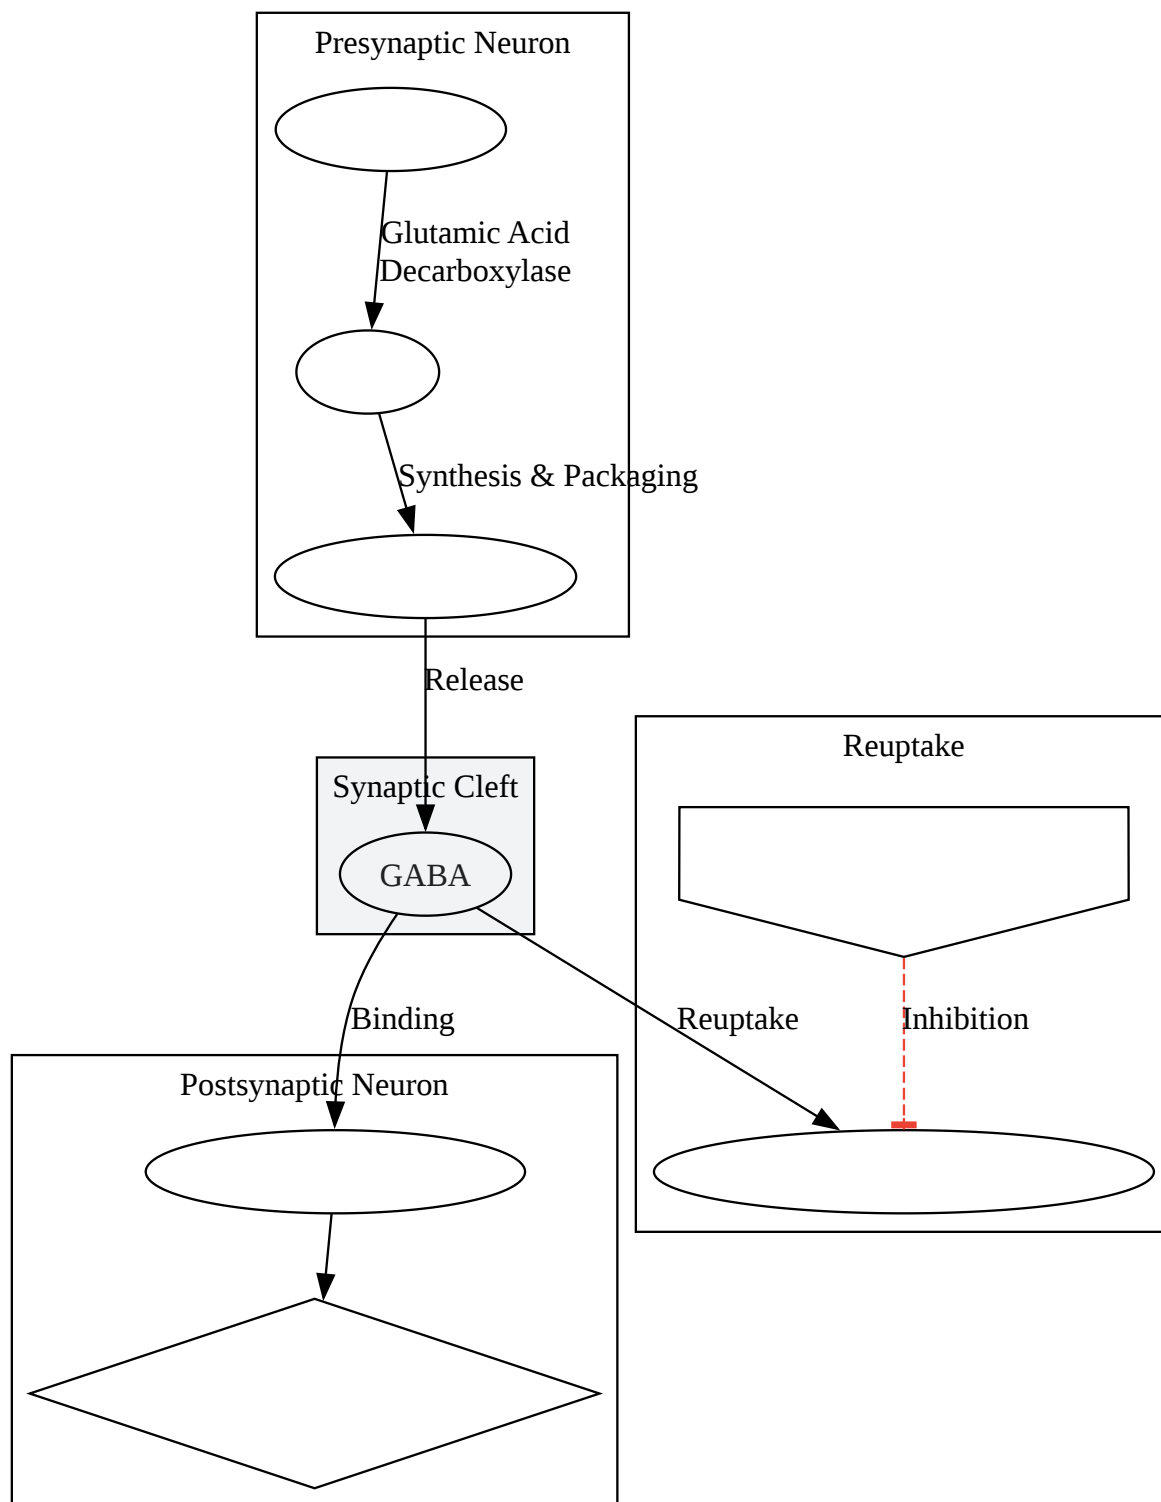 Presynaptic Neuron
Glutamic Acid
Decarboxylase
Synthesis & Packaging
Release
Synaptic Cleft
GABA
Reuptake
Binding
Reuptake
Inhibition
Postsynaptic Neuron